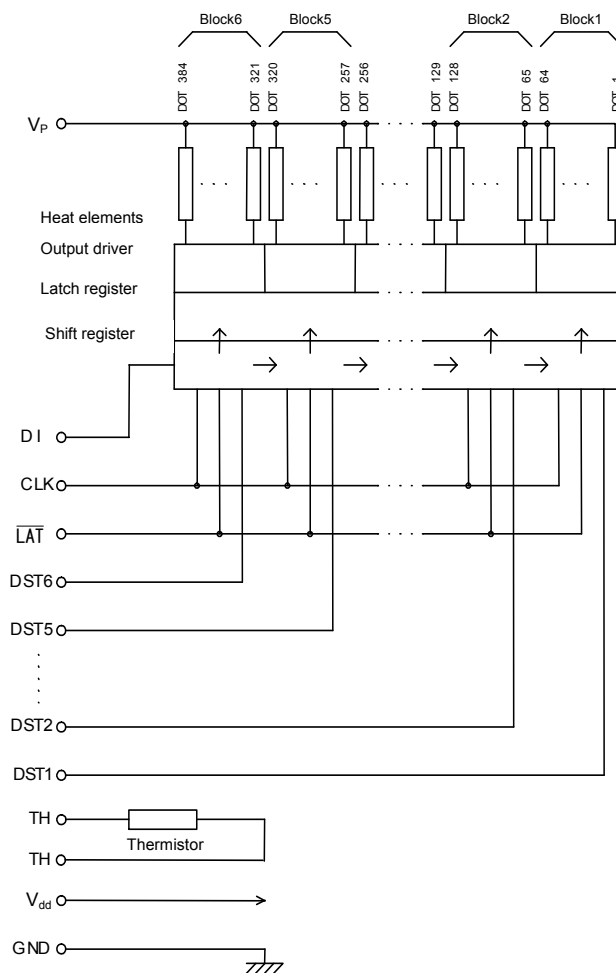 Block6
Block5
Block2
Block1
DOT 384
DOT 321
DOT 320
DOT 257
DOT 256
DOT 129
DOT 128
DOT 65
DOT 64
VP
Heat elements
Output driver
Latch register
Shift register
DI
CLK
LAT
DST6
DST5
DST2
DST1
TH
Thermistor
TH
Vdd
GND